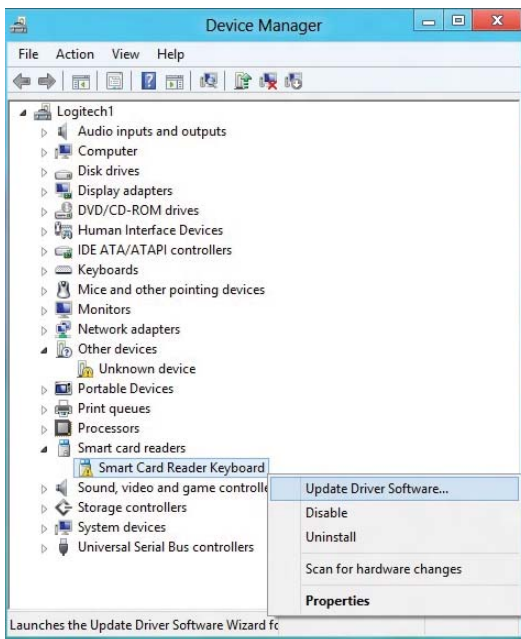 Device Manager
File Action View Help
Logitech1
Audio inputs and outputs
Computer
Disk drives
Display adapters
DVD/CD-ROM drives
Human Interface Devices
IDE ATA/ATAPI controllers
Keyboards
Mice and other pointing devices
Monitors
Network adapters
Other devices
Unknown device
Portable Devices
Print queues
Processors
Smart card readers
Smart Card Reader Keyboard
Sound, video and game controlle
Storage controllers
System devices
Universal Serial Bus controllers
Update Driver Software...
Disable
Uninstall
Scan for hardware changes
Properties
Launches the Update Driver Software Wizard fo